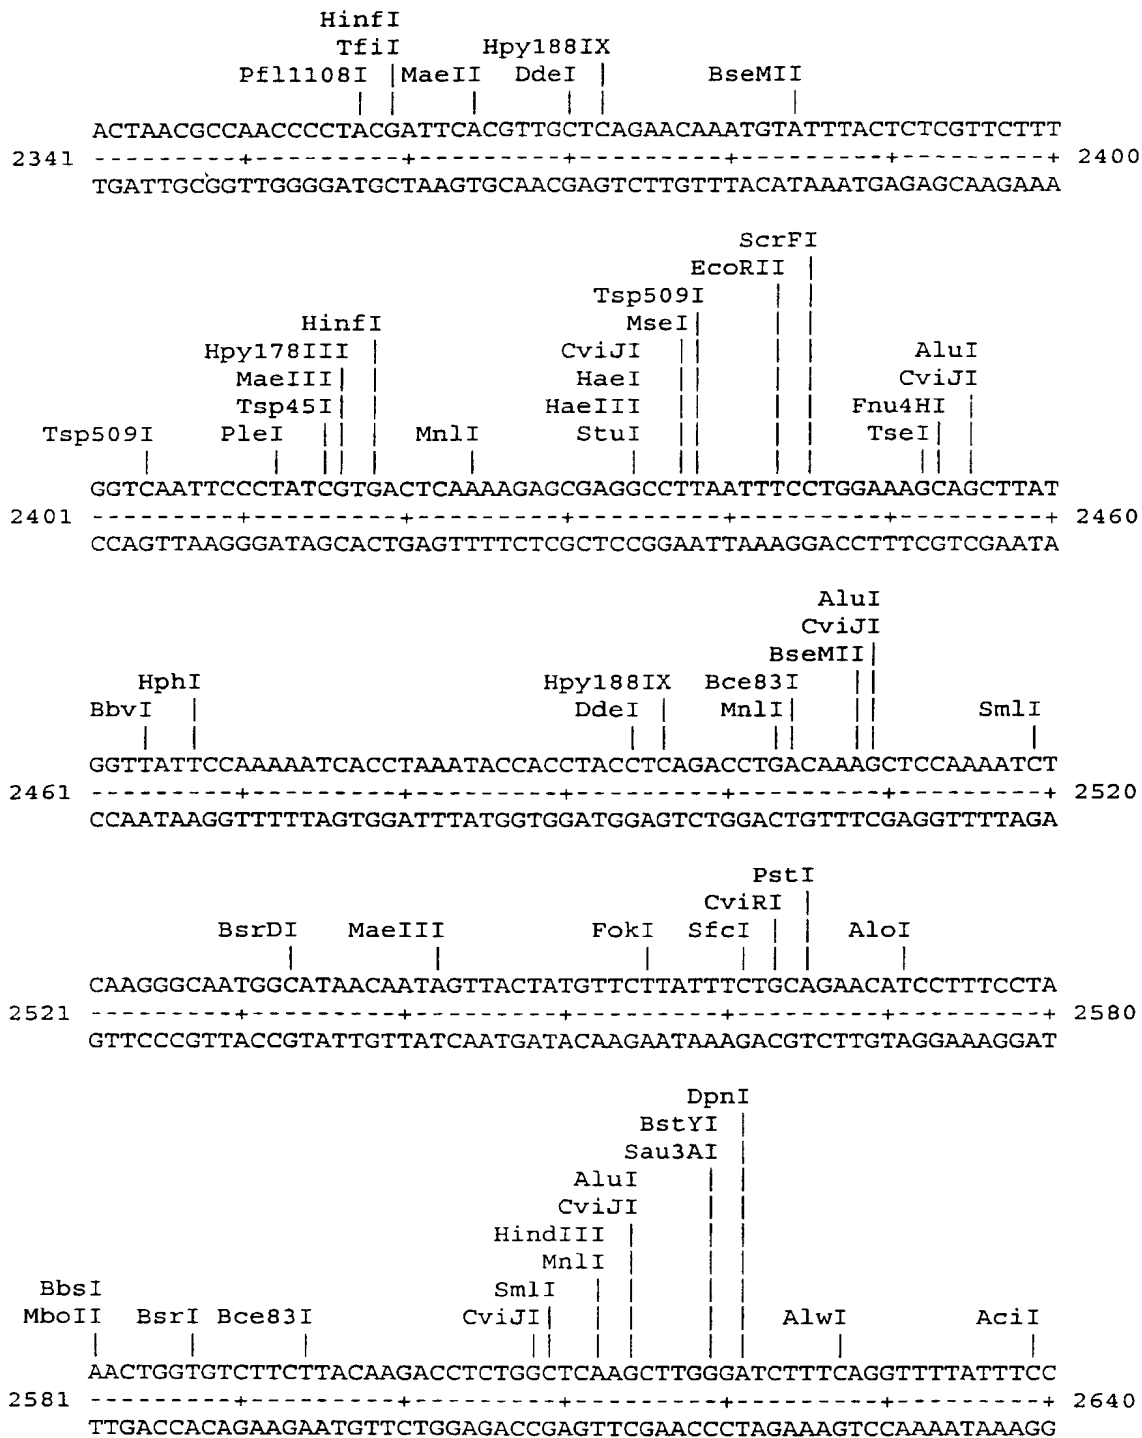 HinfI
TfiI Hpy188IX
Pfl1108I MaeII DdeI BseMII
ACTAACGCCAACCCCTACGATTCACGTTGCTCAGAACAAATGTATTTACTCTCGTTCTTT
2341 ---------+---------+---------+---------+---------+---------+ 2400
TGATTGCGGTTGGGGATGCTAAGTGCAACGAGTCTTGTTTACATAAATGAGAGCAAGAAA
ScrFI
EcoRII
Tsp509I
HinfI MseI
Hpy178III CviJI AluI
MaeIII HaeI CviJI
Tsp45I HaeIII Fnu4HI
Tsp509I PleI MnlI StuI TseI
GGTCAATTCCCTATCGTGACTCAAAAGAGCGAGGCCTTAATTTCCTGGAAAGCAGCTTAT
2401 ---------+---------+---------+---------+---------+---------+ 2460
CCAGTTAAGGGATAGCACTGAGTTTTCTCGCTCCGGAATTAAAGGACCTTTCGTCGAATA
AluI
CviJI
BseMII
HphI Hpy188IX Bce83I
BbvI DdeI MnlI SmlI
GGTTATTCCAAAAATCACCTAAATACCACCTACCTCAGACCTGACAAAGCTCCAAAATCT
2461 ---------+---------+---------+---------+---------+---------+ 2520
CCAATAAGGTTTTTAGTGGATTTATGGTGGATGGAGTCTGGACTGTTTCGAGGTTTTAGA
PstI
CviRI
BsrDI MaeIII FokI SfcI AloI
CAAGGGCAATGGCATAACAATAGTTACTATGTTCTTATTTCTGCAGAACATCCTTTCCTA
2521 ---------+---------+---------+---------+---------+---------+ 2580
GTTCCCGTTACCGTATTGTTATCAATGATACAAGAATAAAGACGTCTTGTAGGAAAGGAT
DpnI
BstYI
Sau3AI
AluI
CviJI
HindIII
MnlI
BbsI SmlI
MboII BsrI Bce83I CviJI AlwI AciI
AACTGGTGTCTTCTTACAAGACCTCTGGCTCAAGCTTGGGATCTTTCAGGTTTTATTTCC
2581 ---------+---------+---------+---------+---------+---------+ 2640
TTGACCACAGAAGAATGTTCTGGAGACCGAGTTCGAACCCTAGAAAGTCCAAAATAAAGG